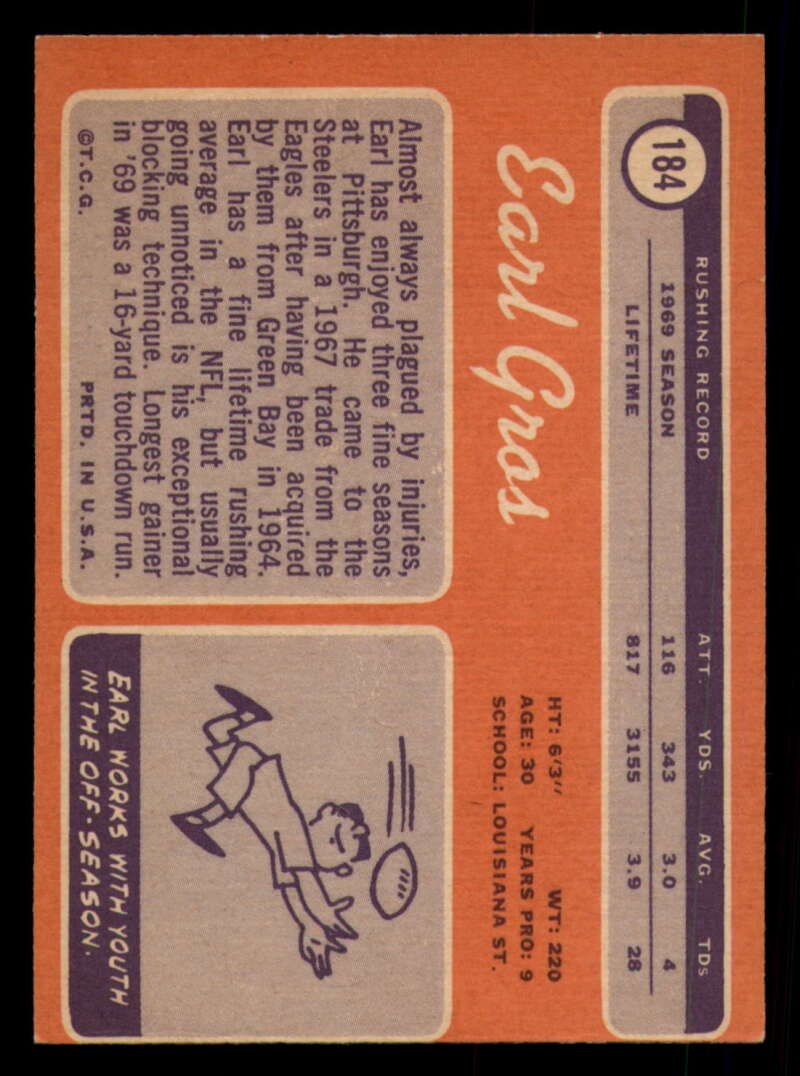 184
RUSHING RECORD ATT. YDS. AVG. TDs
1969 SEASON 116 343 3.0 4
LIFETIME 817 3155 3.9 28
Earl Gros
HT: 6'3" WT: 220
AGE: 30 YEARS PRO: 9
SCHOOL: LOUISIANA ST.
Almost always plagued by injuries,
Earl has enjoyed three fine seasons
at Pittsburgh. He came to the
Steelers in a 1967 trade from the
Eagles after having been acquired
by them from Green Bay in 1964.
Earl has a fine lifetime rushing
average in the NFL, but usually
going unnoticed is his exceptional
blocking technique. Longest gainer
in '69 was a 16-yard touchdown run.
©T.C.G. PRTD. IN U.S.A.
EARL WORKS WITH YOUTH
IN THE OFF-SEASON.